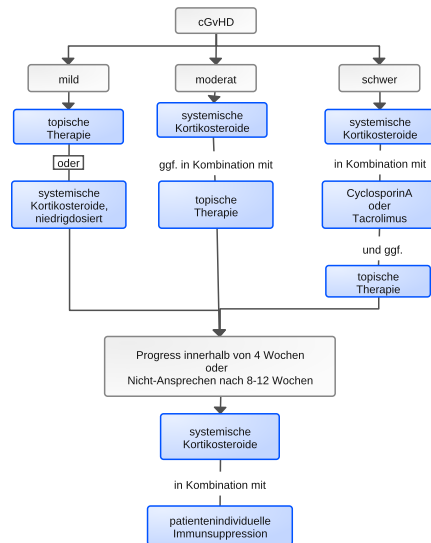 cGvHD
mild
moderat
schwer
topische
Therapie
systemische
Kortikosteroide
systemische
Kortikosteroide
oder
ggf. in Kombination mit
in Kombination mit
systemische
Kortikosteroide,
niedrigdosiert
topische
Therapie
CyclosporinA
oder
Tacrolimus
und ggf.
topische
Therapie
Progress innerhalb von 4 Wochen
oder
Nicht-Ansprechen nach 8-12 Wochen
systemische
Kortikosteroide
in Kombination mit
patientenindividuelle
Immunsuppression